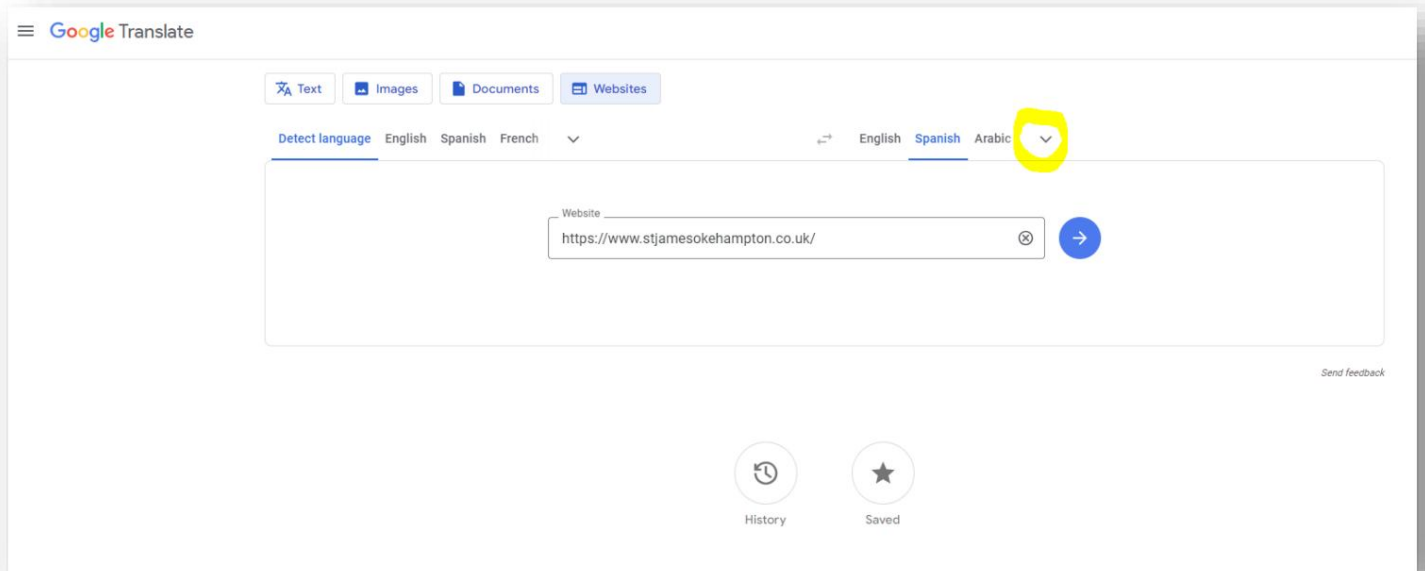 Google Translate
Text Images Documents Websites
Detect language English Spanish French English Spanish Arabic
Website
https://www.stjamesokehampton.co.uk/
Send feedback
History Saved